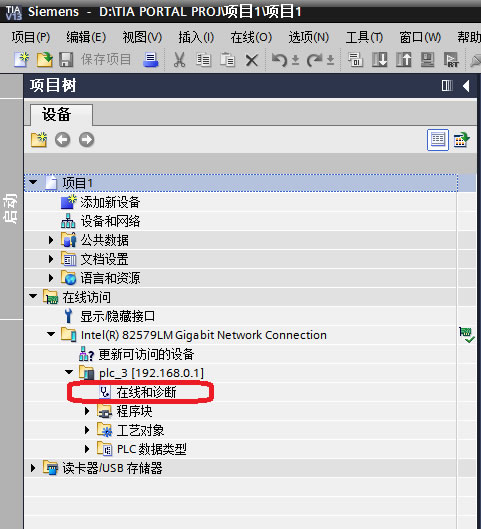 TIA V13 Siemens - D:\TIA PORTAL PROJ\项目1\项目1
项目(P) 编辑(E) 视图(V) 插入(I) 在线(O) 选项(N) 工具(T) 窗口(W) 帮助
保存项目
项目树
设备
启动
项目1
添加新设备
设备和网络
公共数据
文档设置
语言和资源
在线访问
显示/隐藏接口
Intel(R) 82579LM Gigabit Network Connection
更新可访问的设备
plc_3 [192.168.0.1]
在线和诊断
程序块
工艺对象
PLC 数据类型
读卡器/USB 存储器